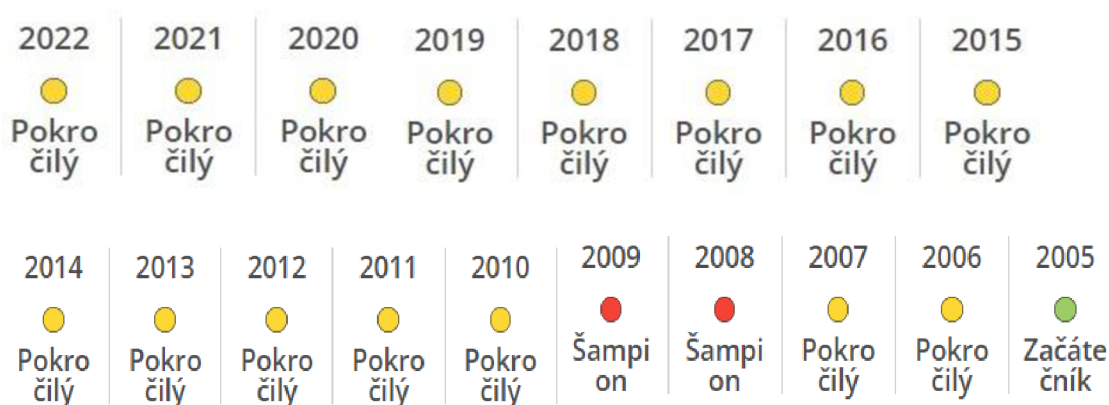 2022 2021 2020 2019 2018 2017 2016 2015
Pokro Pokro Pokro Pokro Pokro Pokro Pokro Pokro
čilý čilý čilý čilý čilý čilý čilý čilý
2014 2013 2012 2011 2010 2009 2008 2007 2006 2005
Pokro Pokro Pokro Pokro Pokro Šampi Šampi Pokro Pokro Začáte
čilý čilý čilý čilý čilý on on čilý čilý čník